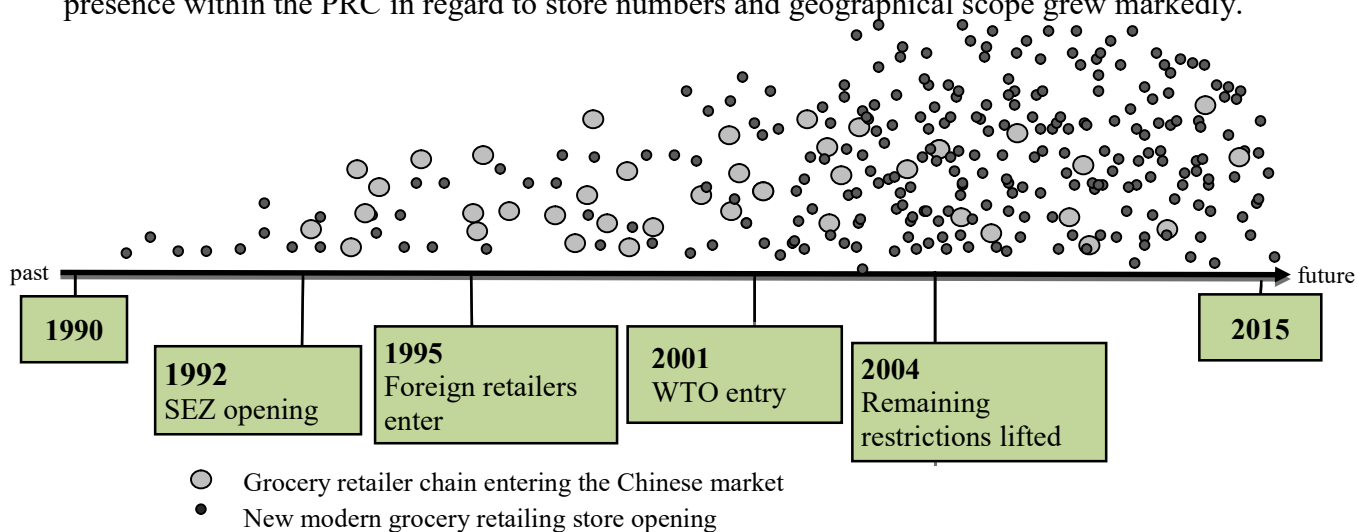 presence within the PRC in regard to store numbers and geographical scope grew markedly.
past
future
1990
1992
SEZ opening
1995
Foreign retailers
enter
2001
WTO entry
2004
Remaining
restrictions lifted
2015
Grocery retailer chain entering the Chinese market
New modern grocery retailing store opening